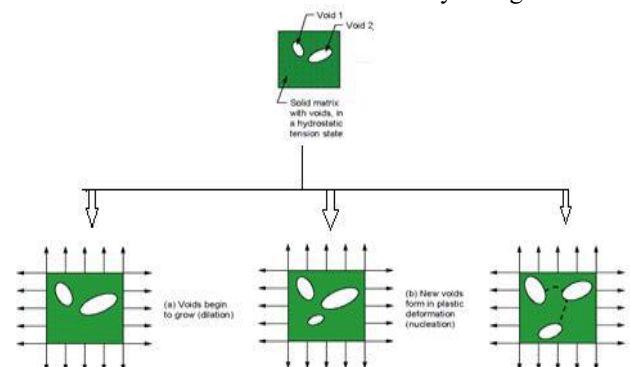 Void 1
Void 2
Solid matrix
with voids, in
a hydrostatic
tension state
(a) Voids begin
to grow (dilation)
(b) New voids
form in plastic
deformation
(nucleation)